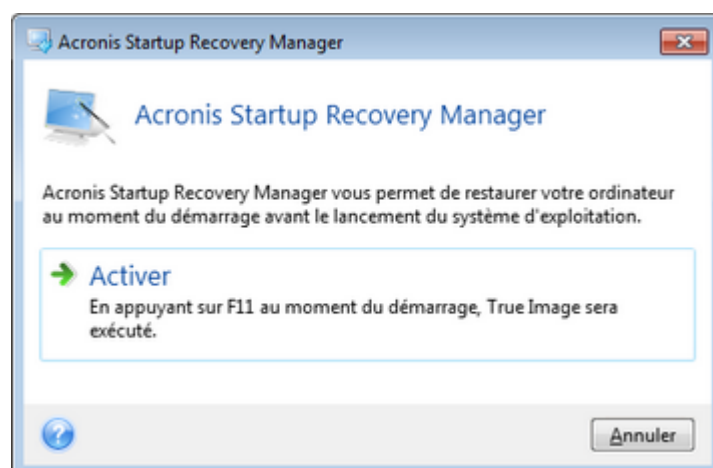 Acronis Startup Recovery Manager
Acronis Startup Recovery Manager
Acronis Startup Recovery Manager vous permet de restaurer votre ordinateur
au moment du démarrage avant le lancement du système d'exploitation.
Activer
En appuyant sur F11 au moment du démarrage, True Image sera
exécuté.
Annuler